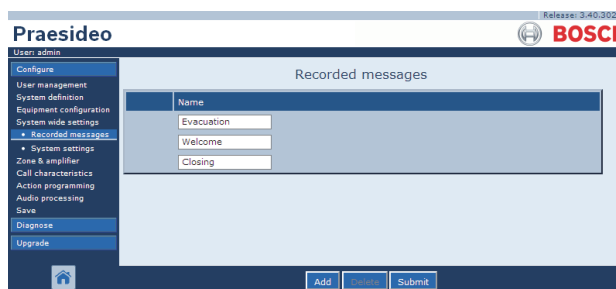 Release: 3.40.302
Praesideo
BOSCH
User: admin
Configure
User management
System definition
Equipment configuration
System wide settings
• Recorded messages
• System settings
Zone & amplifier
Call characteristics
Action programming
Audio processing
Save
Diagnose
Upgrade
Recorded messages
Name
Evacuation
Welcome
Closing
Add
Delete
Submit